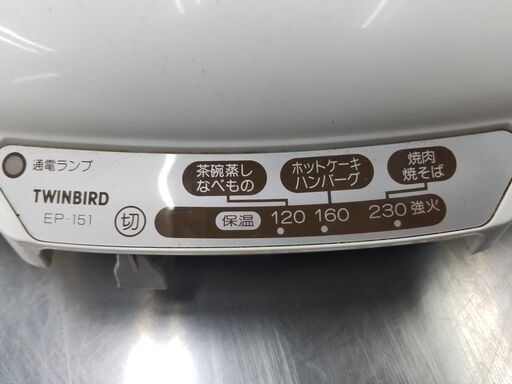 通電ランプ
TWINBIRD
EP-151
茶碗蒸し
なべもの
ホットケーキ
ハンバーグ
焼肉
焼そば
切 保温 120 160 230 強火